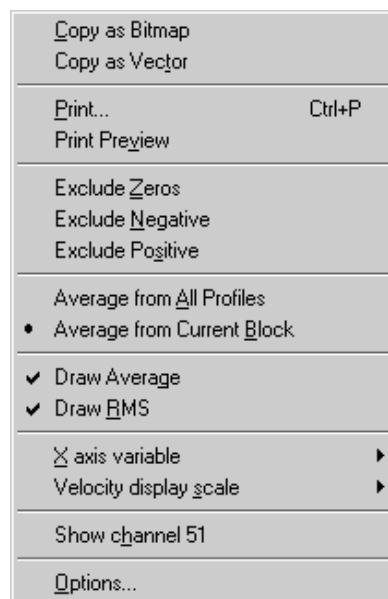 Copy as Bitmap
Copy as Vector
Print... Ctrl+P
Print Preview
Exclude Zeros
Exclude Negative
Exclude Positive
Average from All Profiles
Average from Current Block
Draw Average
Draw RMS
X axis variable
Velocity display scale
Show channel 51
Options...